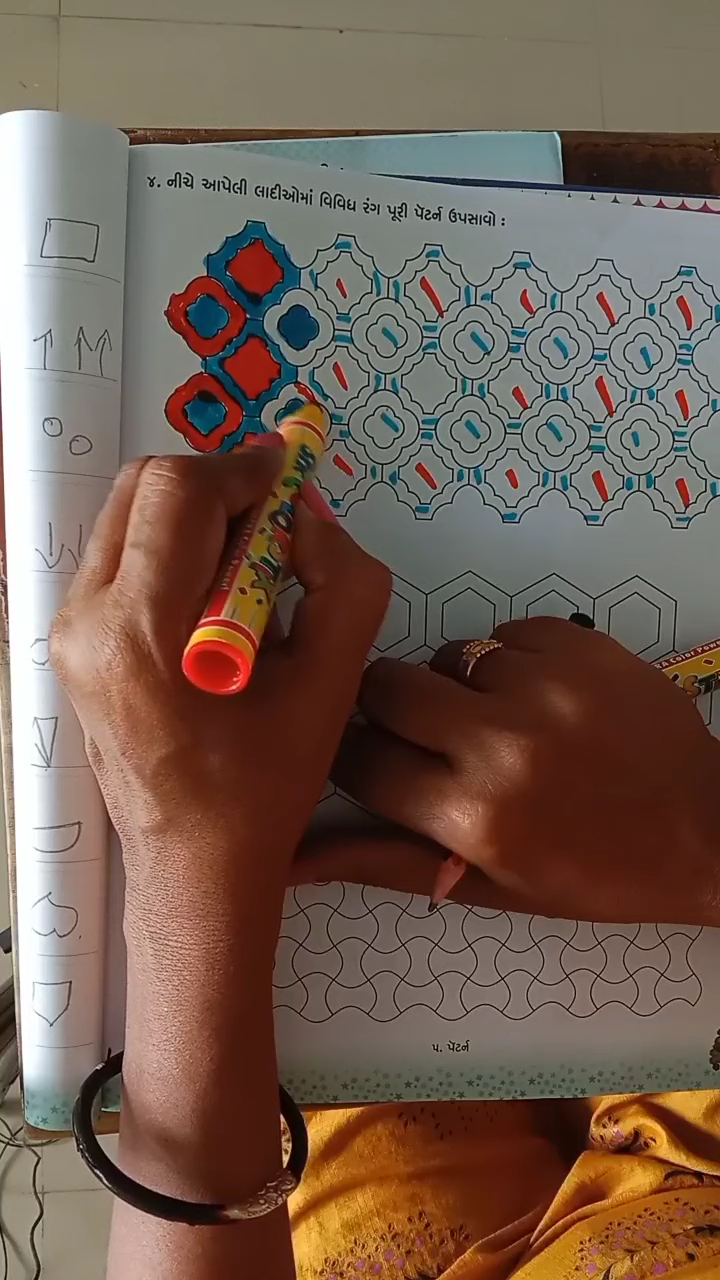 ૪. નીચે આપેલી લાદીઓમાં વિવિધ રંગ પૂરી પૅટર્ન ઉપસાવો :
૫. પૅટર્ન